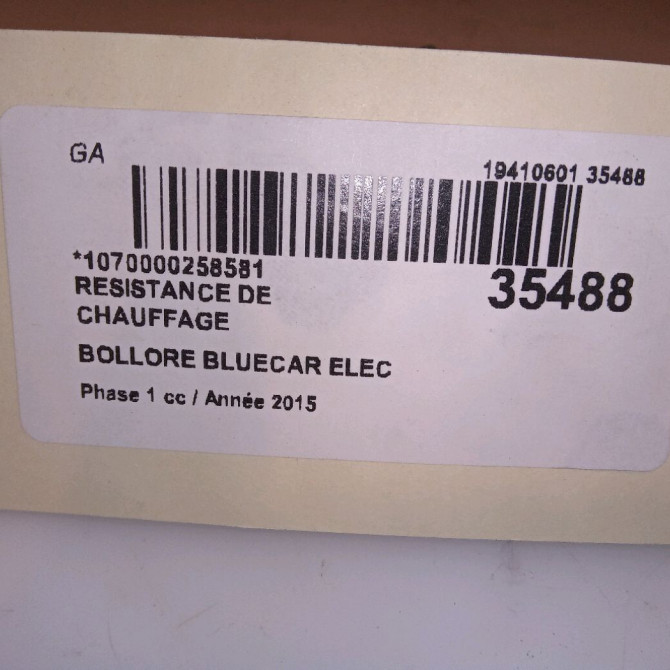 GA
19410601 35488
*1070000258581
35488
RESISTANCE DE
CHAUFFAGE
BOLLORE BLUECAR ELEC
Phase 1 cc / Année 2015